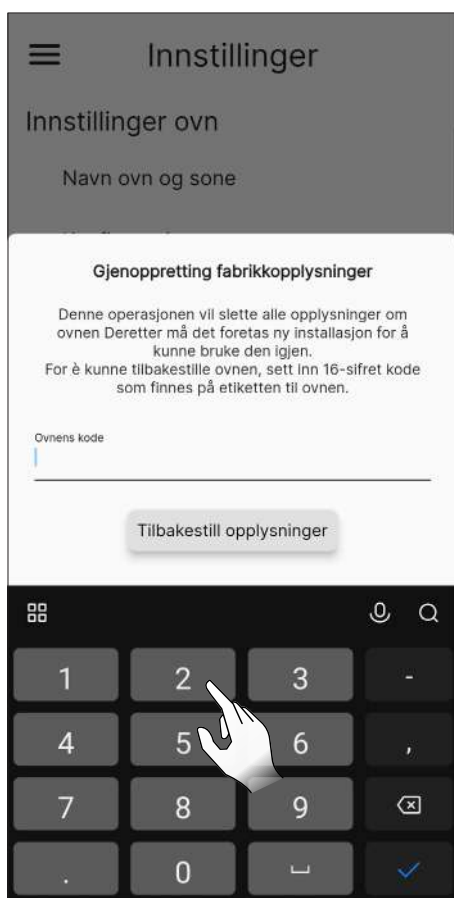 Innstillinger
Innstillinger ovn
Navn ovn og sone
Gjenoppretting fabrikkopplysninger
Denne operasjonen vil slette alle opplysninger om
ovnen Deretter må det foretas ny installasjon for å
kunne bruke den igjen.
For è kunne tilbakestille ovnen, sett inn 16-sifret kode
som finnes på etiketten til ovnen.
Ovnens kode
Tilbakestill opplysninger
1 2 3 -
4 5 6 ,
7 8 9
. 0